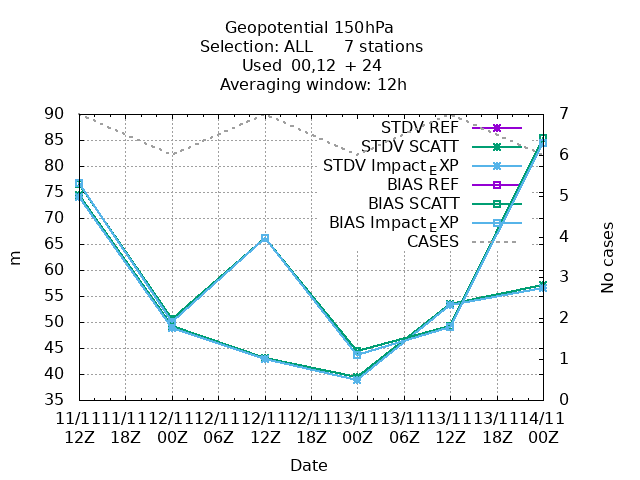 Geopotential 150hPa
Selection: ALL      7 stations
Used  00,12  + 24
Averaging window: 12h
90
85
80
75
70
65
60
55
50
45
40
35
m
7
6
5
4
3
2
1
0
No cases
STDV REF
STDV SCATT
STDV Impact_EXP
BIAS REF
BIAS SCATT
BIAS Impact_EXP
CASES
11/11 11/11 12/11 12/11 12/11 12/11 13/11 13/11 13/11 13/11 14/11
12Z 18Z 00Z 06Z 12Z 18Z 00Z 06Z 12Z 18Z 00Z
Date